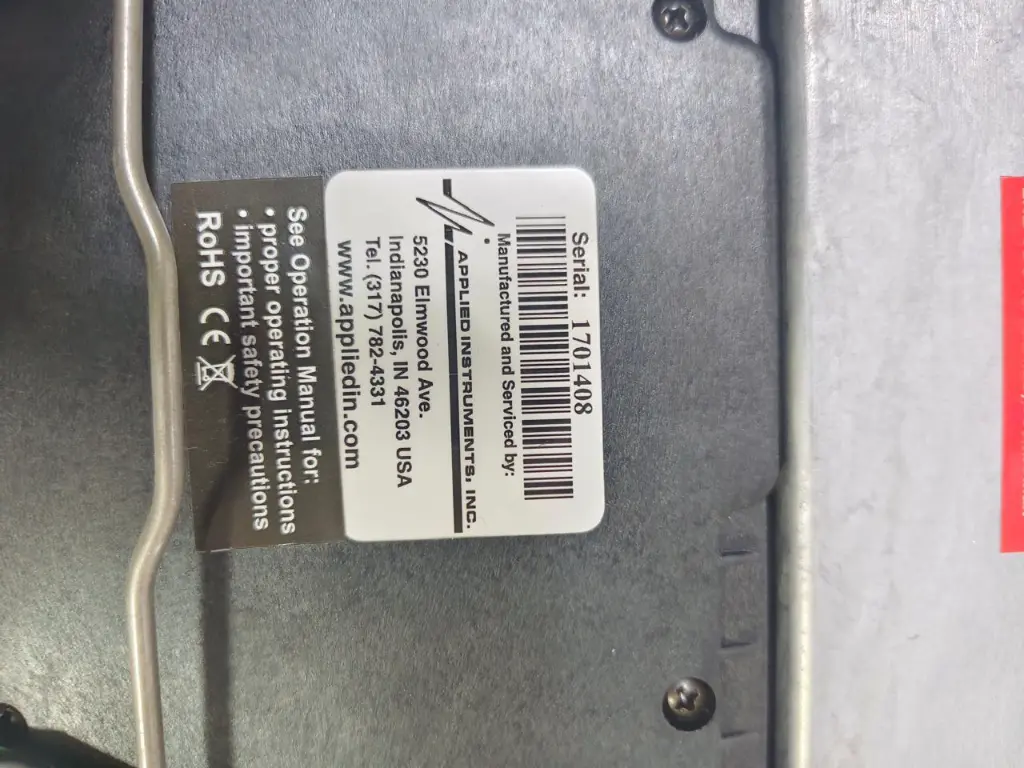 Serial: 1701408
Manufactured and Serviced by:
APPLIED INSTRUMENTS, INC.
5230 Elmwood Ave.
Indianapolis, IN 46203 USA
Tel. (317) 782-4331
www.appliedin.com
See Operation Manual for:
• proper operating instructions
• important safety precautions
RoHS CE